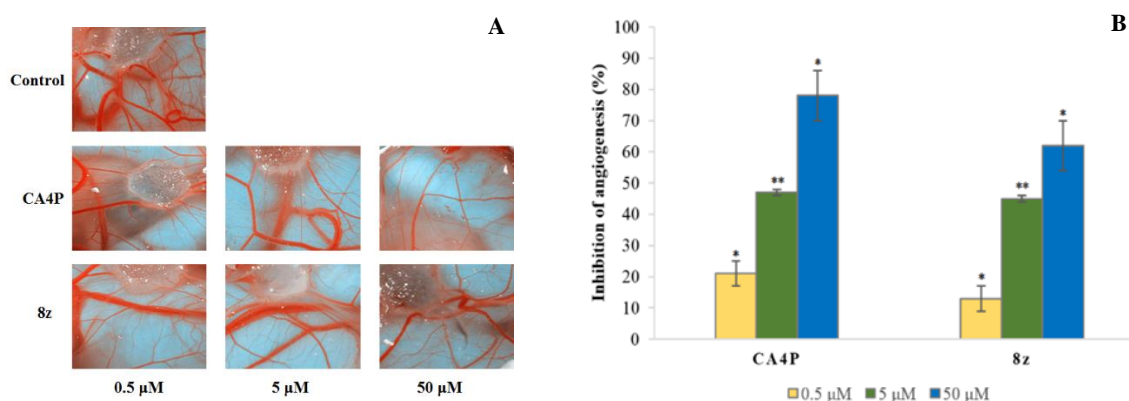 A
Control
CA4P
8z
0.5 μM 5 μM 50 μM
B
Inhibition of angiogenesis (%)
100
90
80
70
60
50
40
30
20
10
0
*
**
*
*
**
*
CA4P 8z
0.5 μM 5 μM 50 μM